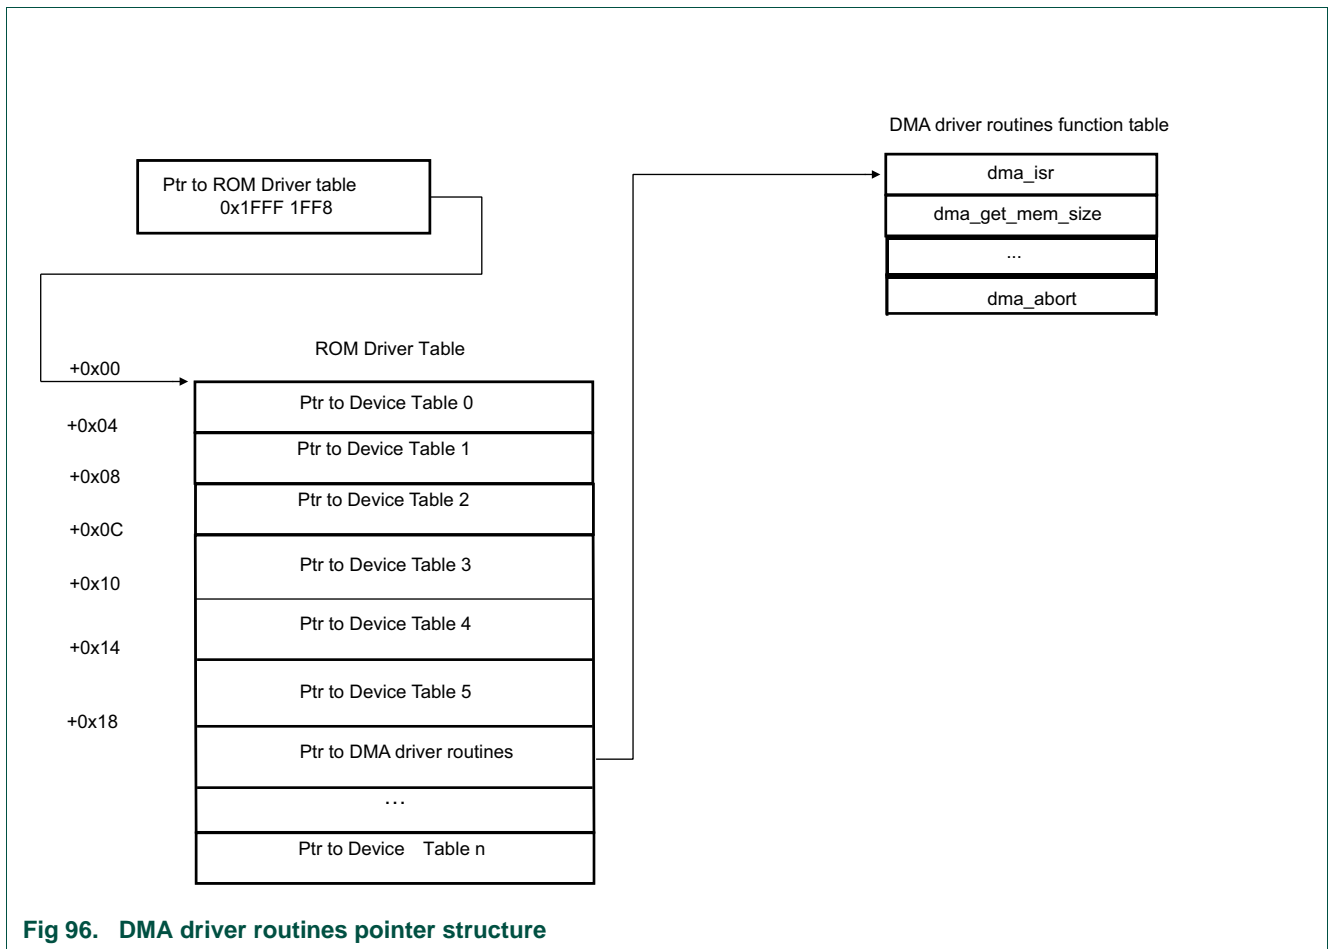 DMA driver routines function table
dma_isr
dma_get_mem_size
...
dma_abort
Ptr to ROM Driver table
0x1FFF 1FF8
ROM Driver Table
+0x00
Ptr to Device Table 0
+0x04
Ptr to Device Table 1
+0x08
Ptr to Device Table 2
+0x0C
Ptr to Device Table 3
+0x10
Ptr to Device Table 4
+0x14
Ptr to Device Table 5
+0x18
Ptr to DMA driver routines
...
Ptr to Device Table n
Fig 96. DMA driver routines pointer structure